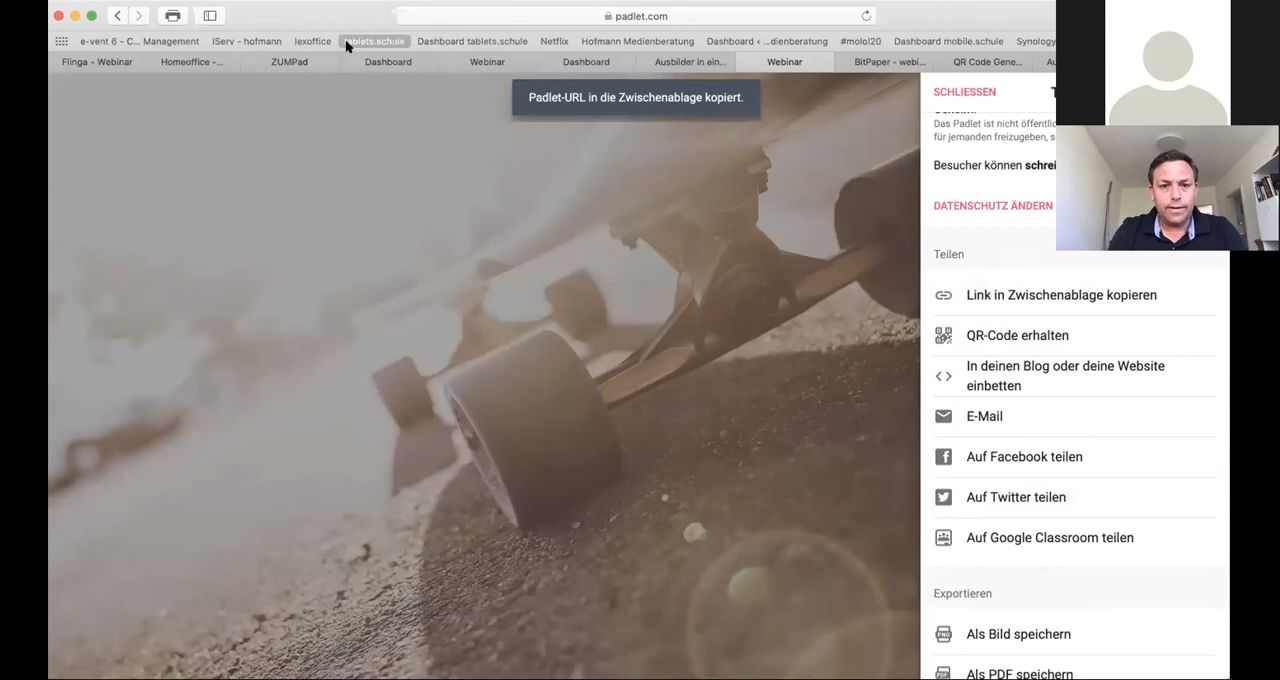 padlet.com
e-vent 6 - C... Management
IServ - hofmann
lexoffice
tablets.schule
Dashboard tablets.schule
Netflix
Hofmann Medienberatung
Dashboard ‹ ...dienberatung
#molol20
Dashboard mobile.schule
Synology
Flinga - Webinar
Homeoffice -...
ZUMPad
Dashboard
Webinar
Dashboard
Ausbilder in ein...
Webinar
BitPaper - webi...
QR Code Gene...
Padlet-URL in die Zwischenablage kopiert.
SCHLIESSEN
Das Padlet ist nicht öffentlic
für jemanden freizugeben, s
Besucher können schrei
DATENSCHUTZ ÄNDERN
Teilen
Link in Zwischenablage kopieren
QR-Code erhalten
In deinen Blog oder deine Website
einbetten
E-Mail
Auf Facebook teilen
Auf Twitter teilen
Auf Google Classroom teilen
Exportieren
Als Bild speichern
Als PDF speichern